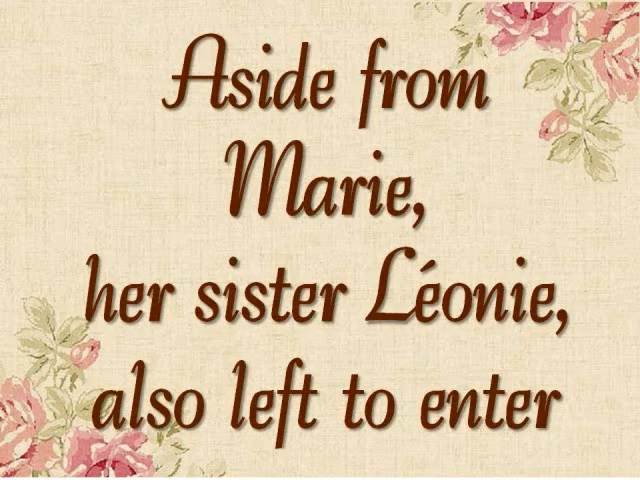 Aside from
Marie,
her sister Léonie,
also left to enter